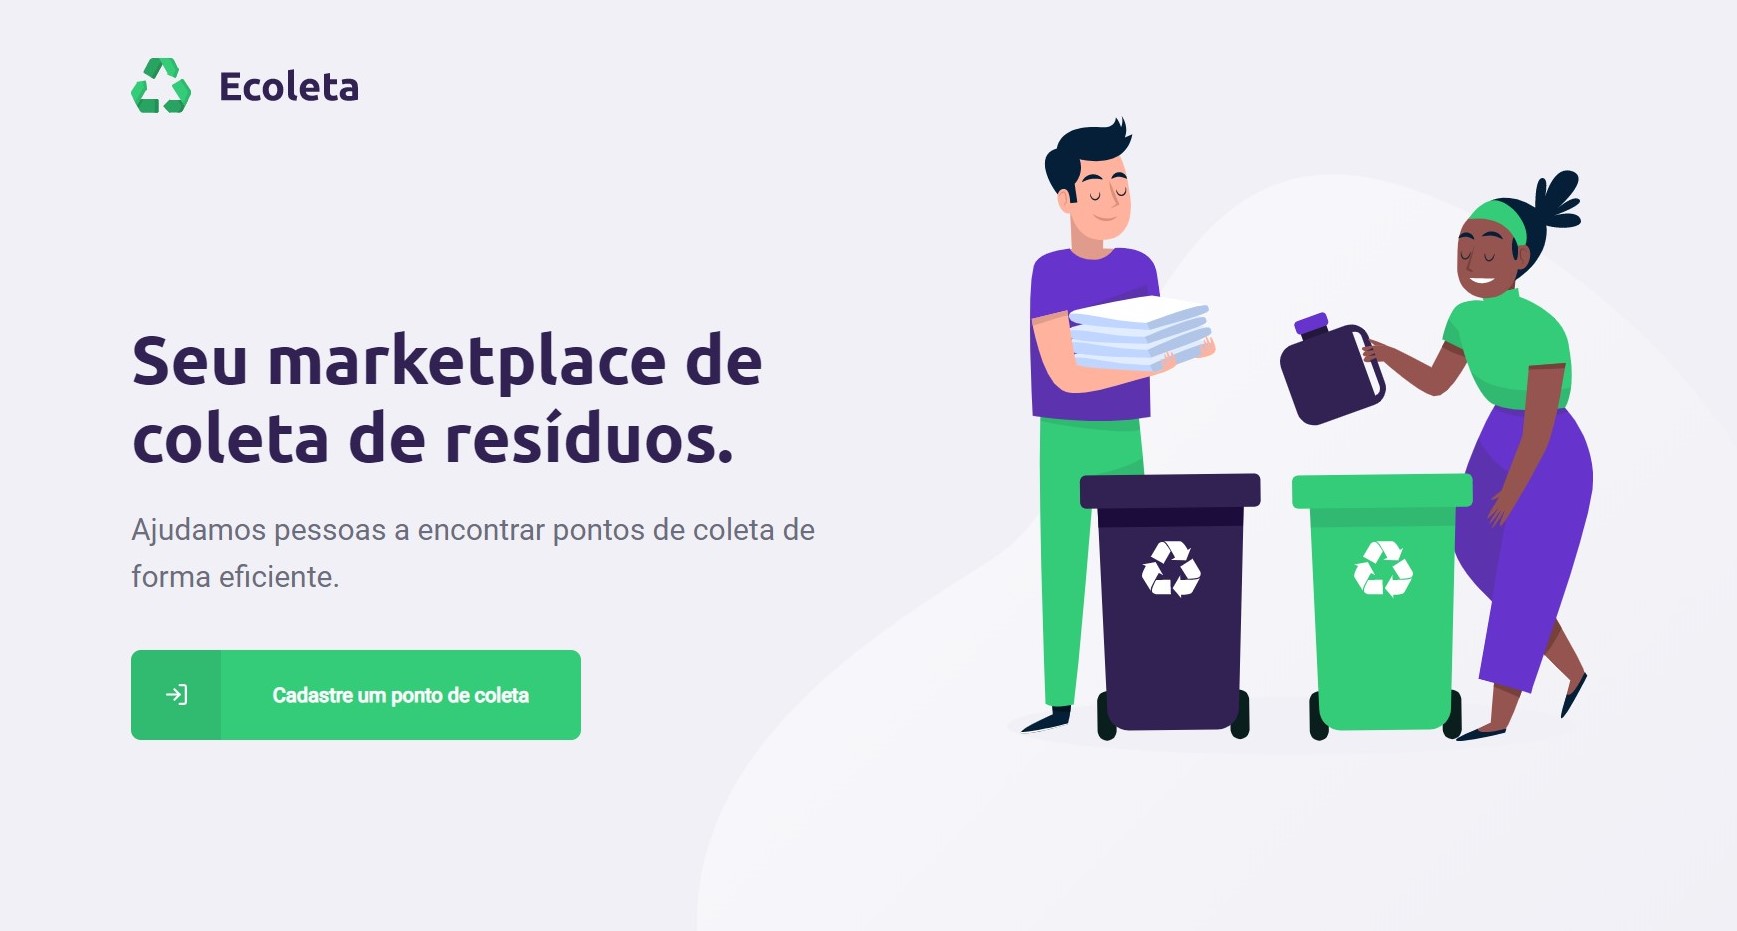 Ecoleta
Seu marketplace de
coleta de resíduos.
Ajudamos pessoas a encontrar pontos de coleta de
forma eficiente.
Cadastre um ponto de coleta